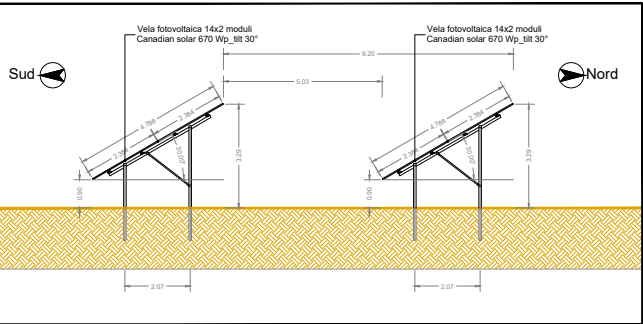 Vela fotovoltaica 14x2 moduli
Canadian solar 670 Wp_tilt 30°
Vela fotovoltaica 14x2 moduli
Canadian solar 670 Wp_tilt 30°
9.20
Sud
5.03
Nord
4.788
2.384
2.384
30.00°
3.29
0.90
4.788
2.384
2.384
30.00°
3.29
0.90
2.07
2.07